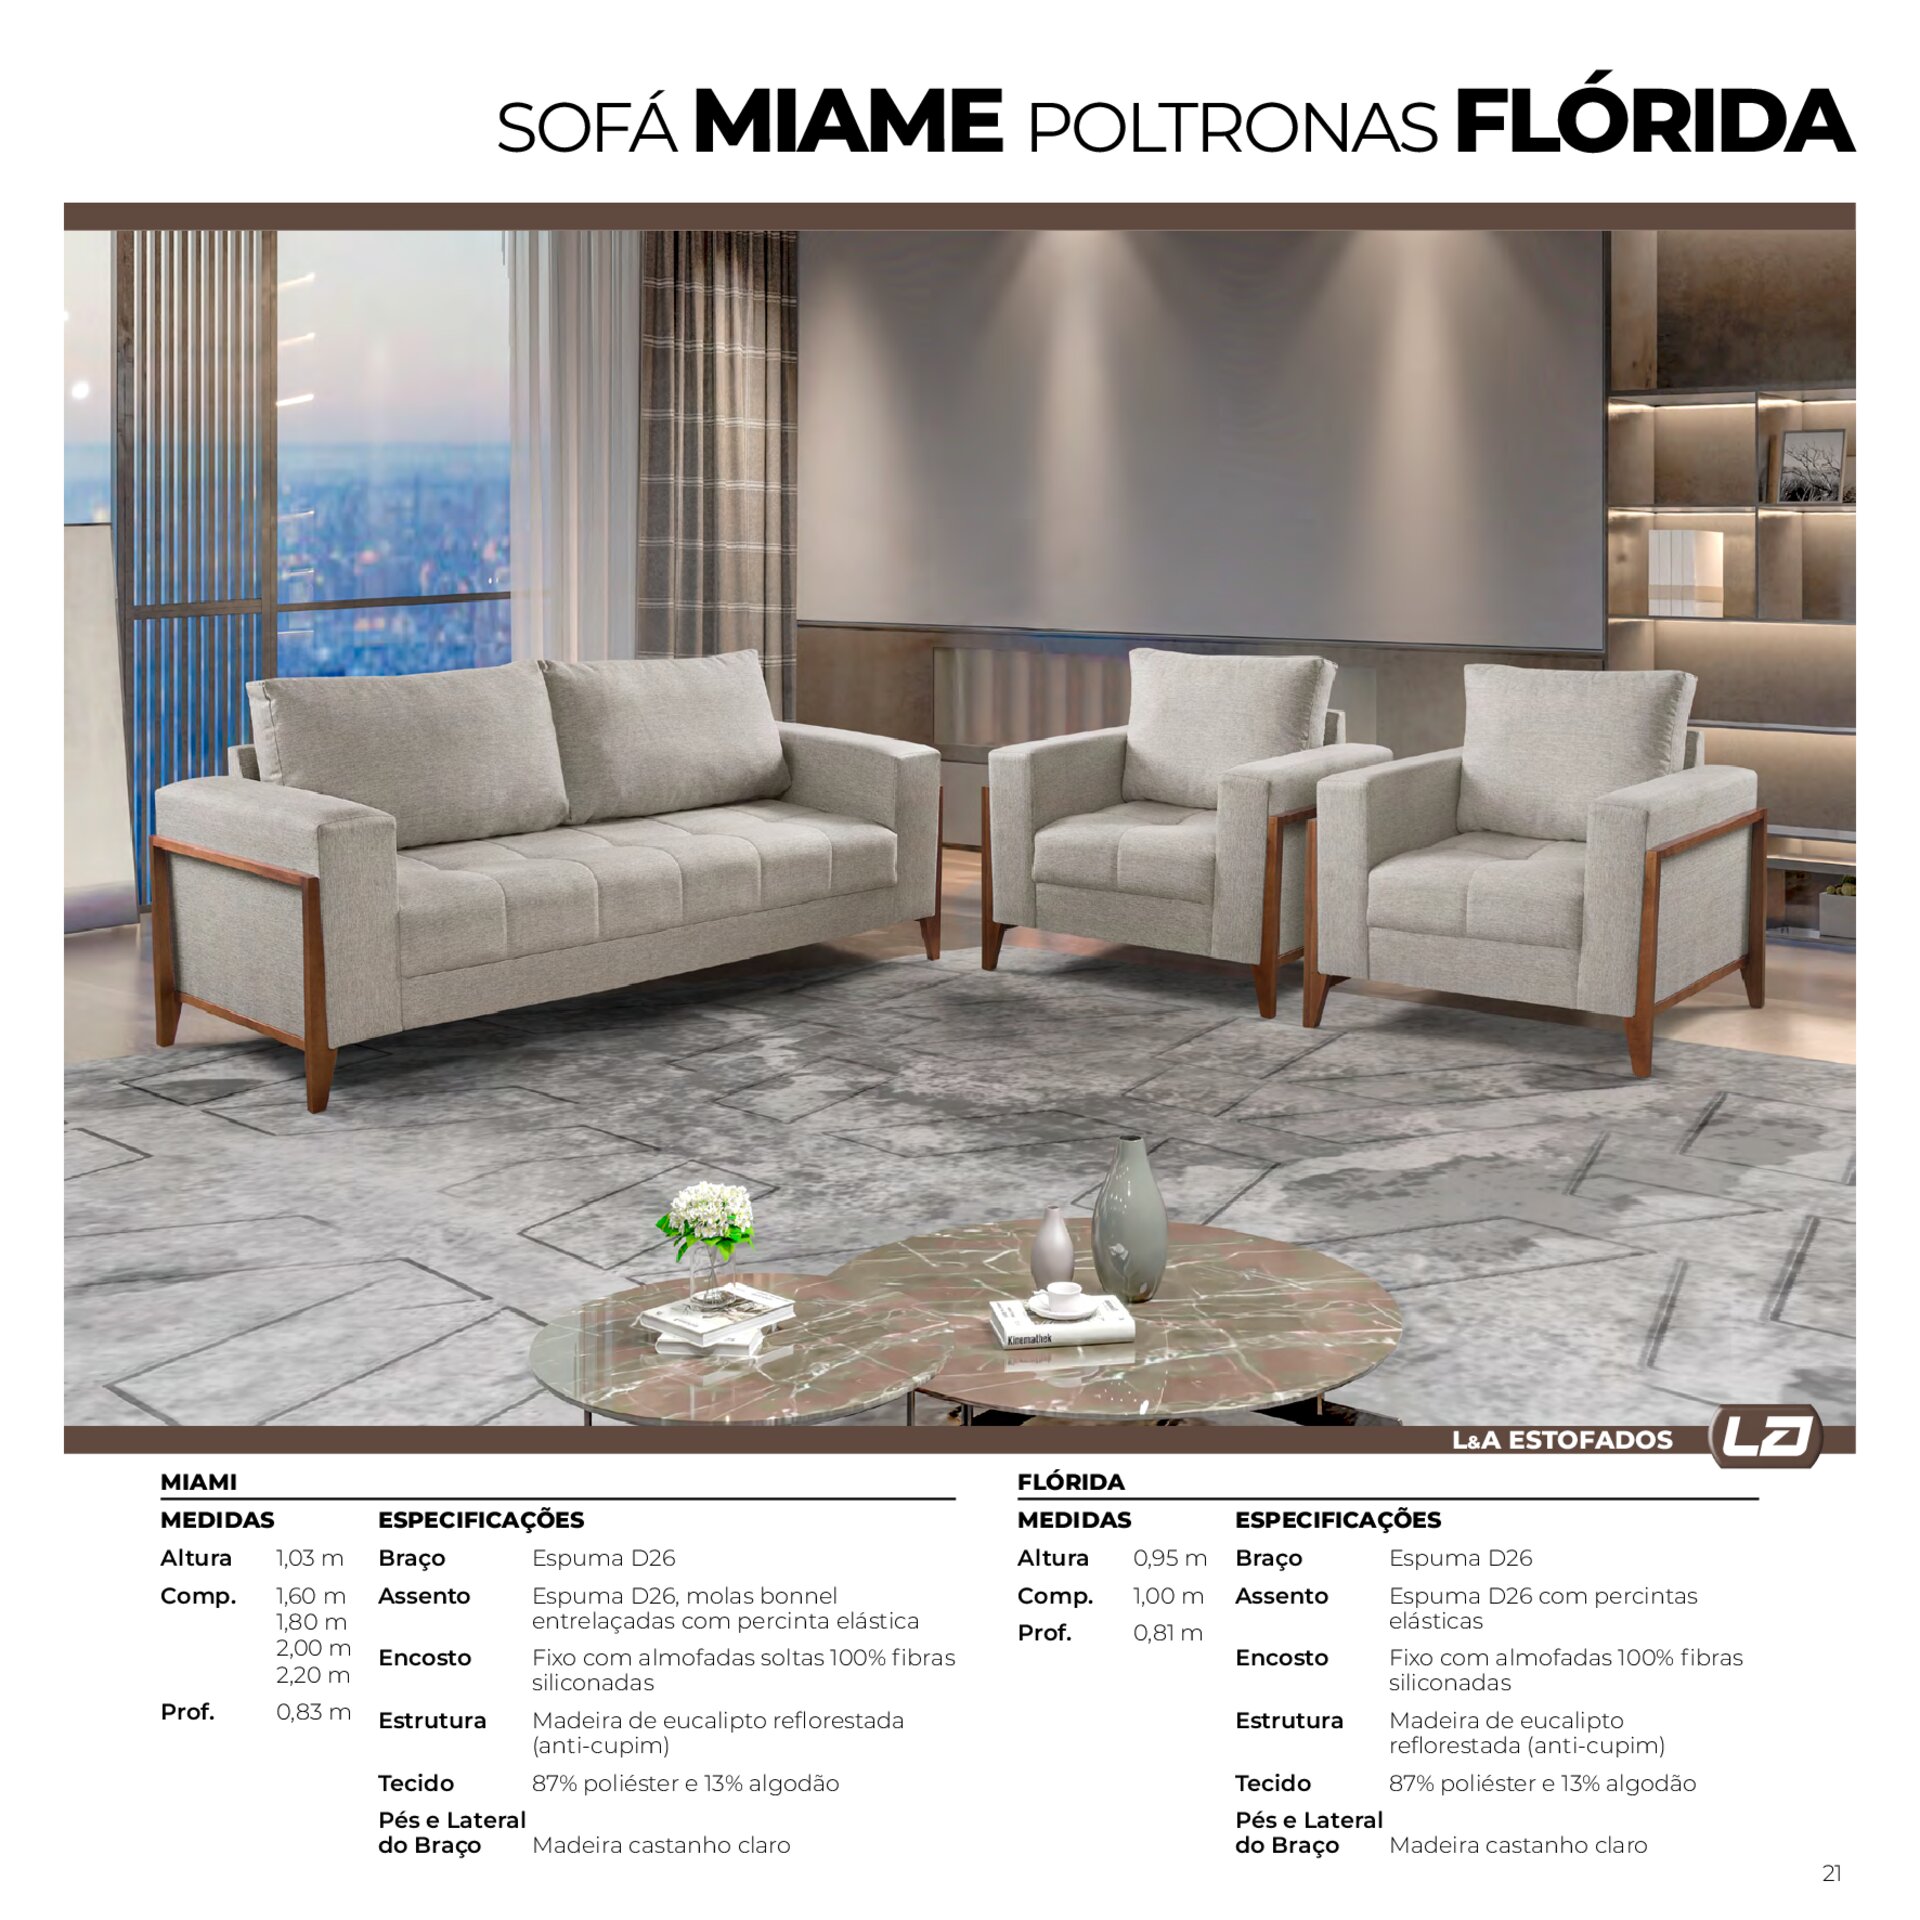 SOFÁ MIAME POLTRONAS FLÓRIDA
Kinemathek
L&A ESTOFADOS LA
MIAMI
MEDIDAS ESPECIFICAÇÕES
Altura 1,03 m
Comp. 1,60 m
1,80 m
2,00 m
2,20 m
Prof. 0,83 m
Braço Espuma D26
Assento Espuma D26, molas bonnel
entrelaçadas com percinta elástica
Encosto Fixo com almofadas soltas 100% fibras
siliconadas
Estrutura Madeira de eucalipto reflorestada
(anti-cupim)
Tecido 87% poliéster e 13% algodão
Pés e Lateral
do Braço Madeira castanho claro
FLÓRIDA
MEDIDAS ESPECIFICAÇÕES
Altura 0,95 m
Comp. 1,00 m
Prof. 0,81 m
Braço Espuma D26
Assento Espuma D26 com percintas
elásticas
Encosto Fixo com almofadas 100% fibras
siliconadas
Estrutura Madeira de eucalipto
reflorestada (anti-cupim)
Tecido 87% poliéster e 13% algodão
Pés e Lateral
do Braço Madeira castanho claro
21